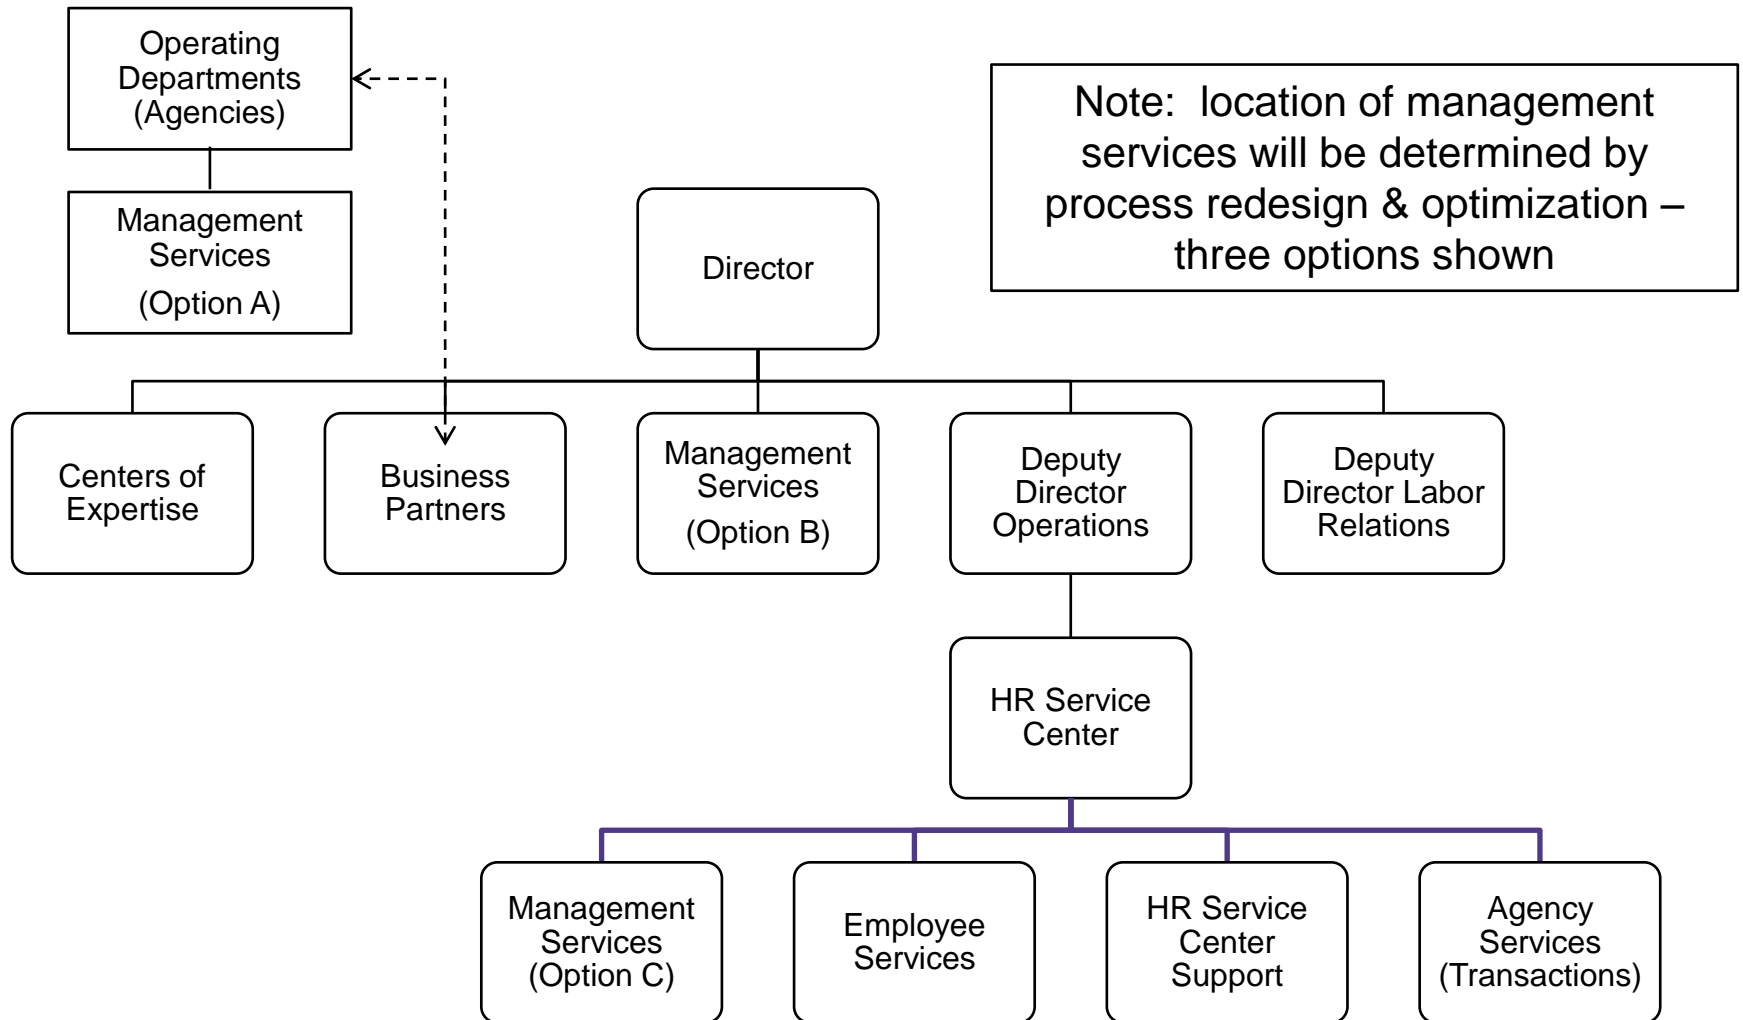 Operating
Departments
(Agencies)
Management
Services
(Option A)
Note:  location of management
services will be determined by
process redesign & optimization –
three options shown
Director
Centers of
Expertise
Business
Partners
Management
Services
(Option B)
Deputy
Director
Operations
Deputy
Director Labor
Relations
HR Service
Center
Management
Services
(Option C)
Employee
Services
HR Service
Center
Support
Agency
Services
(Transactions)